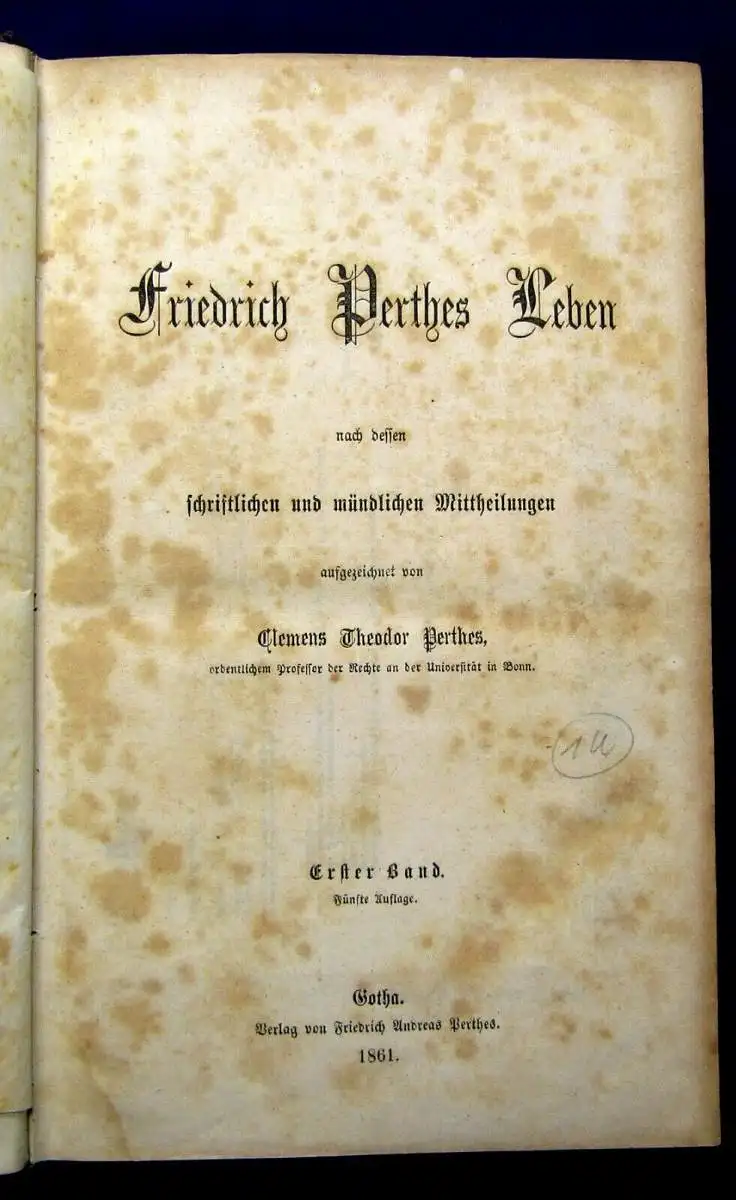 Friedrich Perthes Leben
nach dessen
schriftlichen und mündlichen Mittheilungen
aufgezeichnet von
Clemens Theodor Perthes,
ordentlichem Professor der Rechte an der Universität in Bonn.
Erster Band.
Fünfte Auflage.
Gotha.
Verlag von Friedrich Andreas Perthes.
1861.